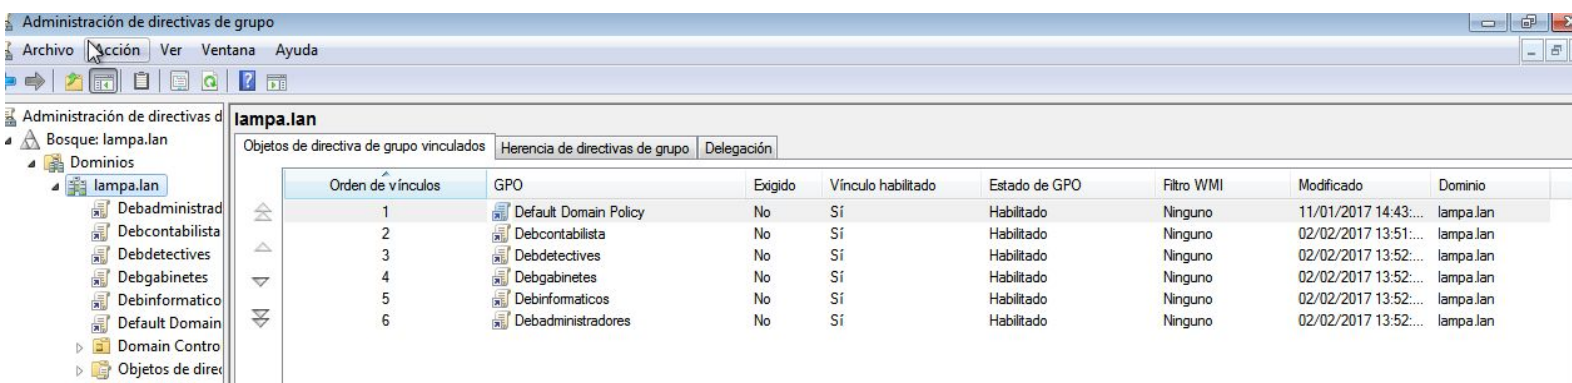 Administración de directivas de grupo
Archivo Acción Ver Ventana Ayuda
Administración de directivas d
Bosque: lampa.lan
Dominios
lampa.lan
Debadministrad
Debcontabilista
Debdetectives
Debgabinetes
Debinformatico
Default Domain
Domain Contro
Objetos de direc
lampa.lan
Objetos de directiva de grupo vinculados Herencia de directivas de grupo Delegación
Orden de vínculos GPO Exigido Vínculo habilitado Estado de GPO Filtro WMI Modificado Dominio
1 Default Domain Policy No Sí Habilitado Ninguno 11/01/2017 14:43:... lampa.lan
2 Debcontabilista No Sí Habilitado Ninguno 02/02/2017 13:51:... lampa.lan
3 Debdetectives No Sí Habilitado Ninguno 02/02/2017 13:52:... lampa.lan
4 Debgabinetes No Sí Habilitado Ninguno 02/02/2017 13:52:... lampa.lan
5 Debinformaticos No Sí Habilitado Ninguno 02/02/2017 13:52:... lampa.lan
6 Debadministradores No Sí Habilitado Ninguno 02/02/2017 13:52:... lampa.lan